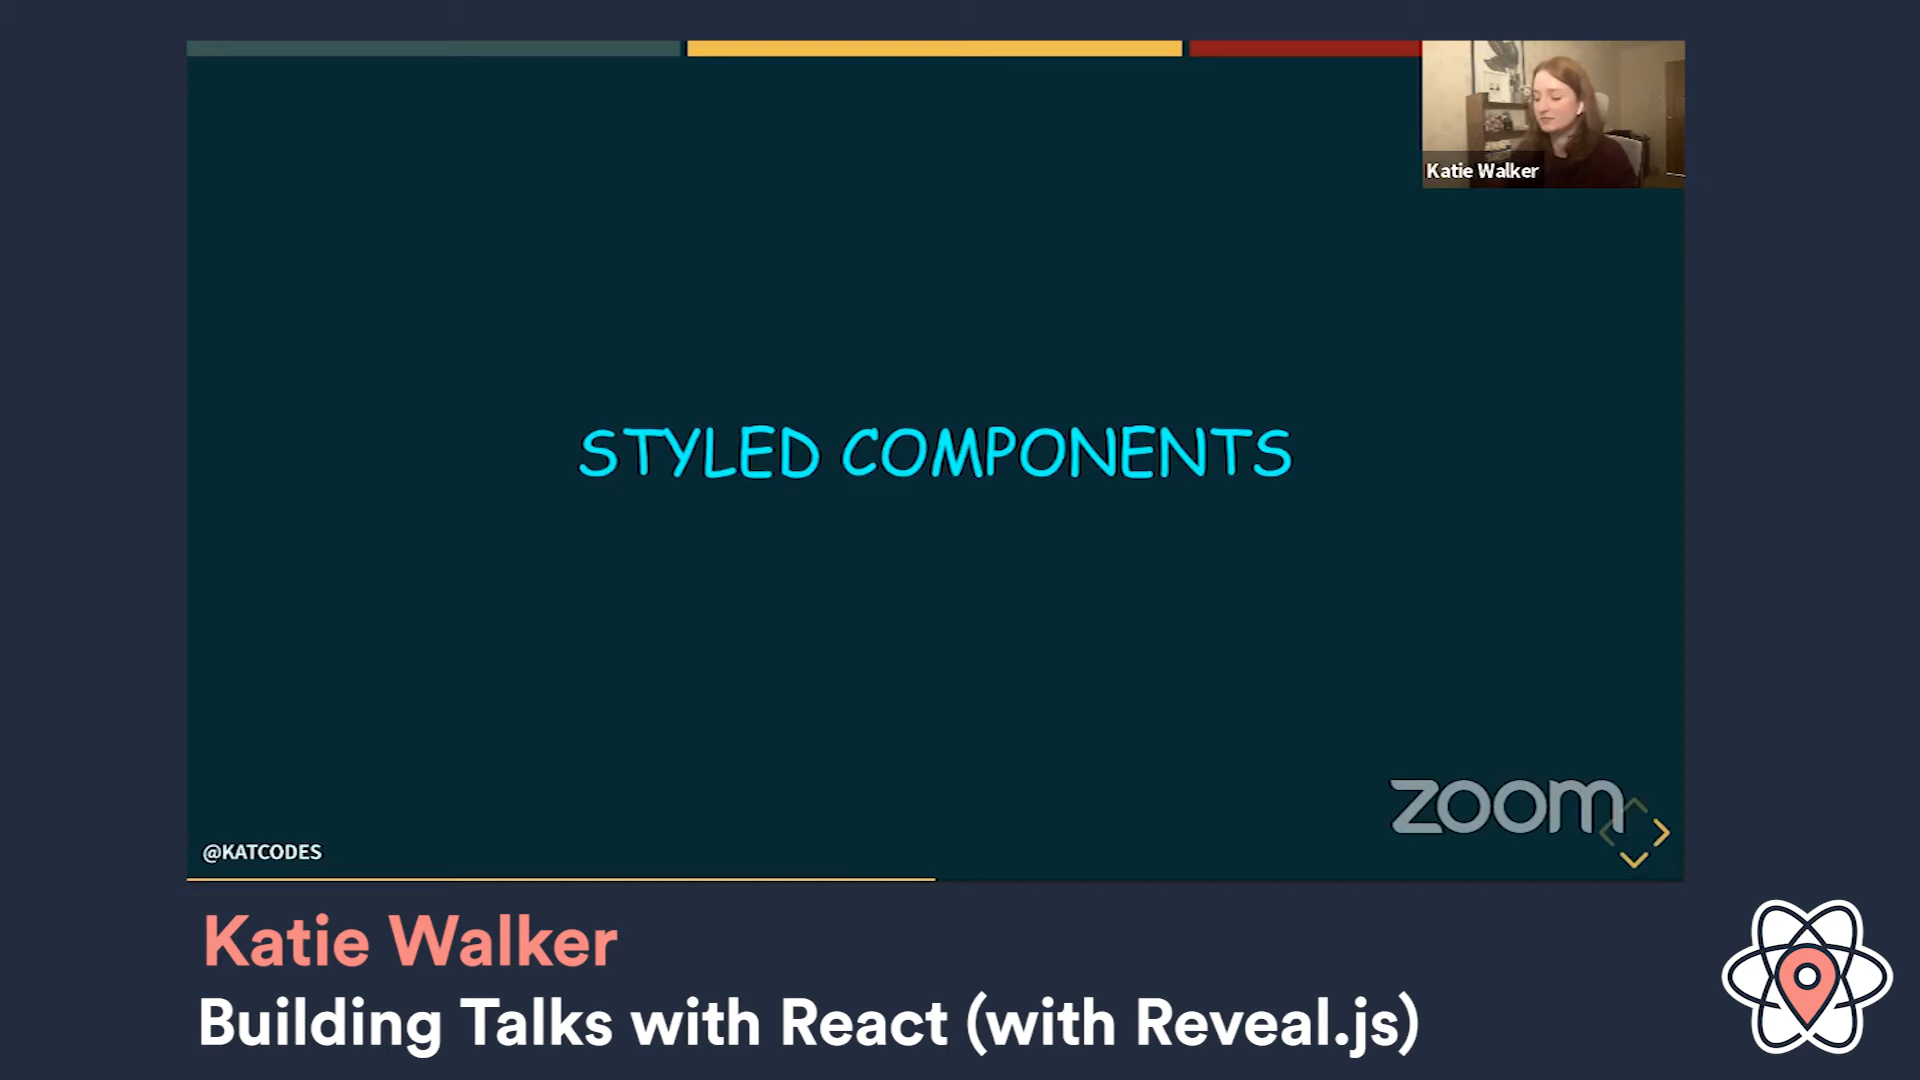 Katie Walker
STYLED COMPONENTS
zoom
@KATCODES
Katie Walker
Building Talks with React (with Reveal.js)